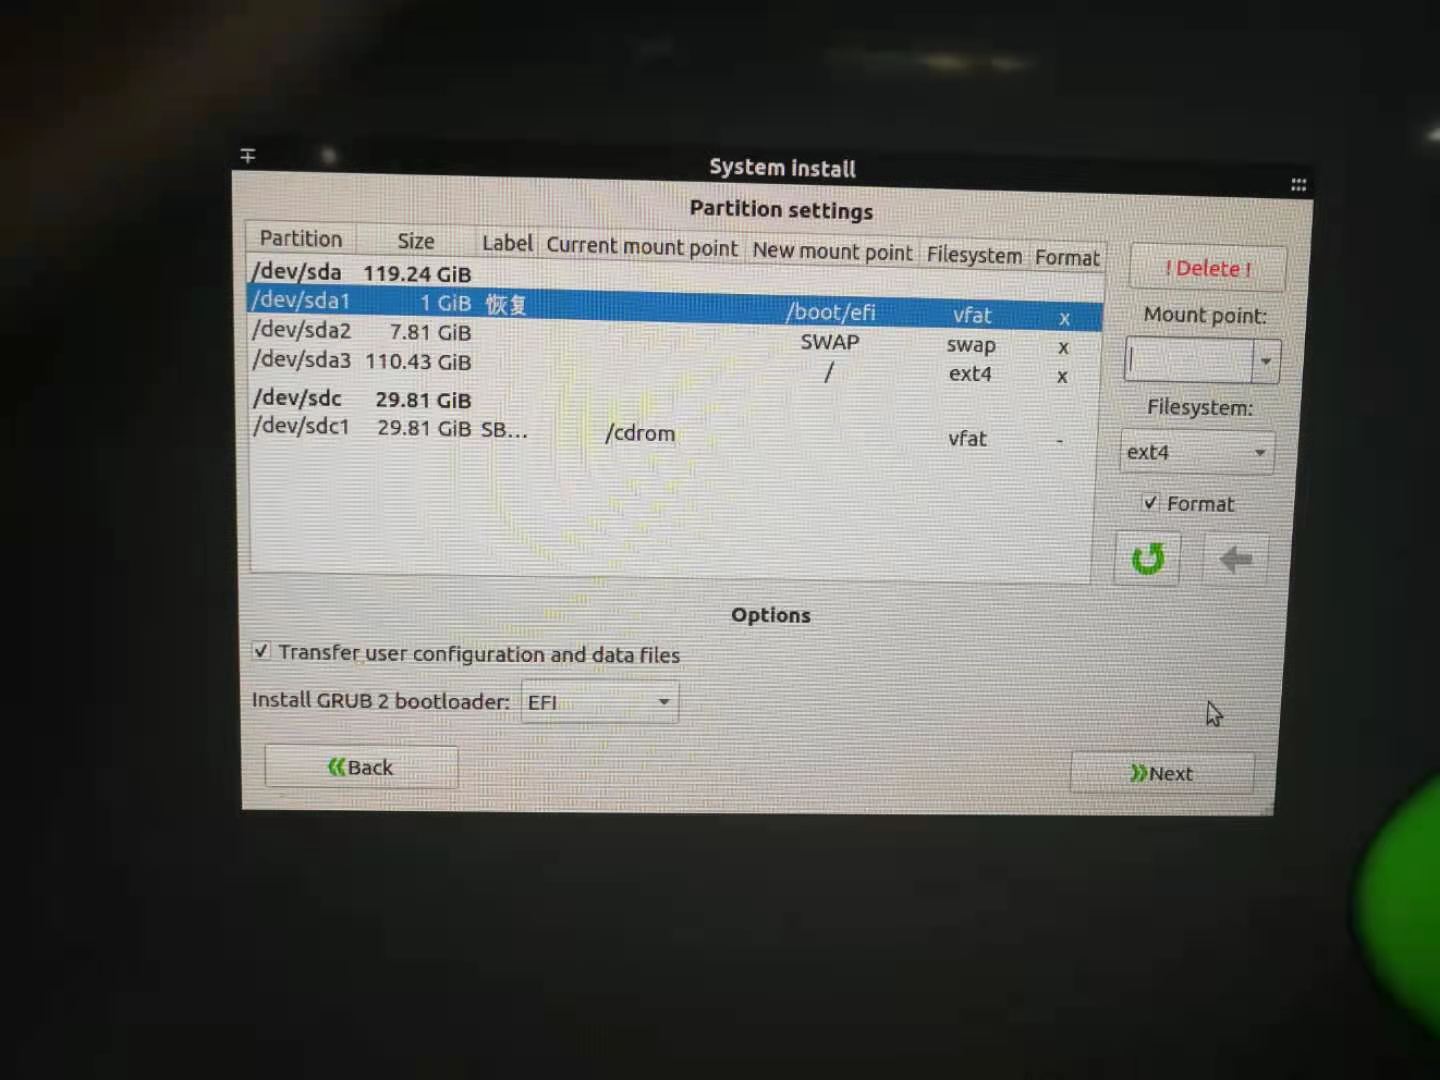 System install
Partition settings
Partition Size Label Current mount point New mount point Filesystem Format
/dev/sda 119.24 GiB
/dev/sda1 1 GiB 恢复 /boot/efi vfat x
/dev/sda2 7.81 GiB SWAP swap x
/dev/sda3 110.43 GiB / ext4 x
/dev/sdc 29.81 GiB
/dev/sdc1 29.81 GiB SB... /cdrom vfat -
! Delete !
Mount point:
Filesystem:
ext4
Format
Options
Transfer user configuration and data files
Install GRUB 2 bootloader: EFI
Back
Next